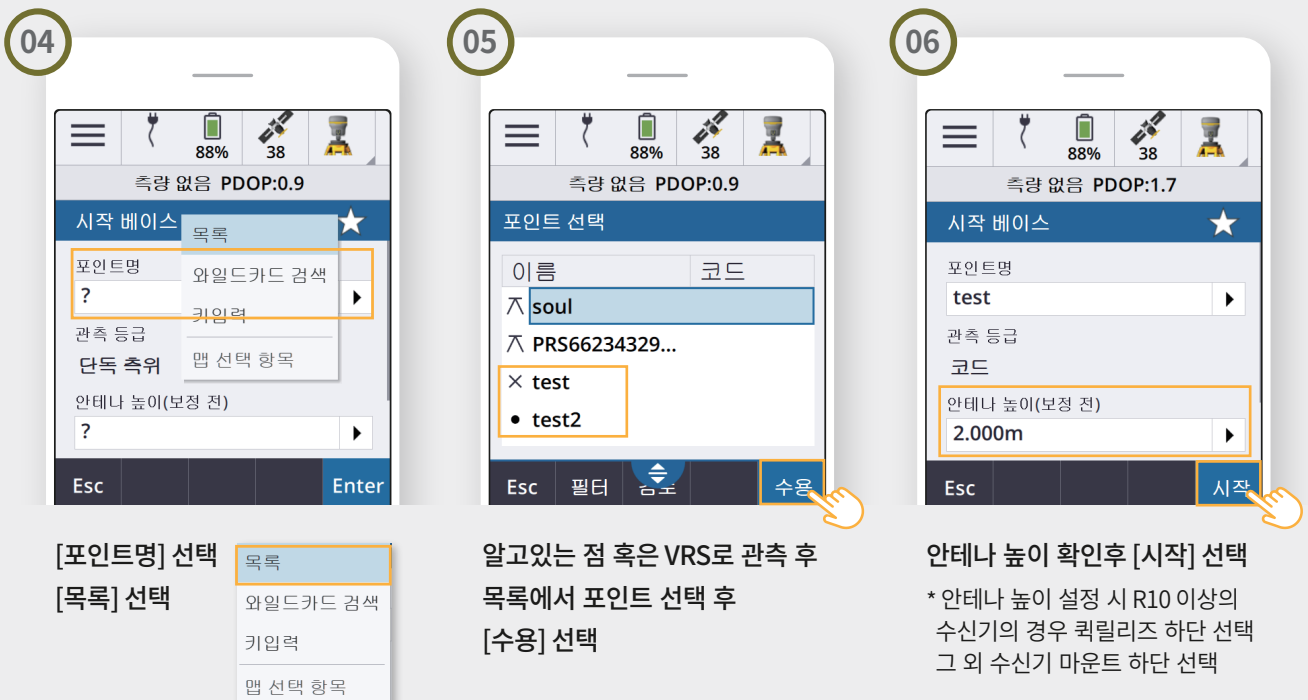 04
88%
38
측량 없음 PDOP:0.9
시작 베이스
목록
와일드카드 검색
키입력
맵 선택 항목
포인트명
?
관측 등급
단독 측위
안테나 높이(보정 전)
?
Esc
Enter
[포인트명] 선택
[목록] 선택
목록
와일드카드 검색
키입력
맵 선택 항목
05
88%
38
측량 없음 PDOP:0.9
포인트 선택
이름 코드
soul
PRS66234329...
test
test2
Esc 필터 수용
알고있는 점 혹은 VRS로 관측 후
목록에서 포인트 선택 후
[수용] 선택
06
88%
38
측량 없음 PDOP:1.7
시작 베이스
포인트명
test
관측 등급
코드
안테나 높이(보정 전)
2.000m
Esc 시작
안테나 높이 확인후 [시작] 선택
* 안테나 높이 설정 시 R10 이상의
수신기의 경우 퀵릴리즈 하단 선택
그 외 수신기 마운트 하단 선택